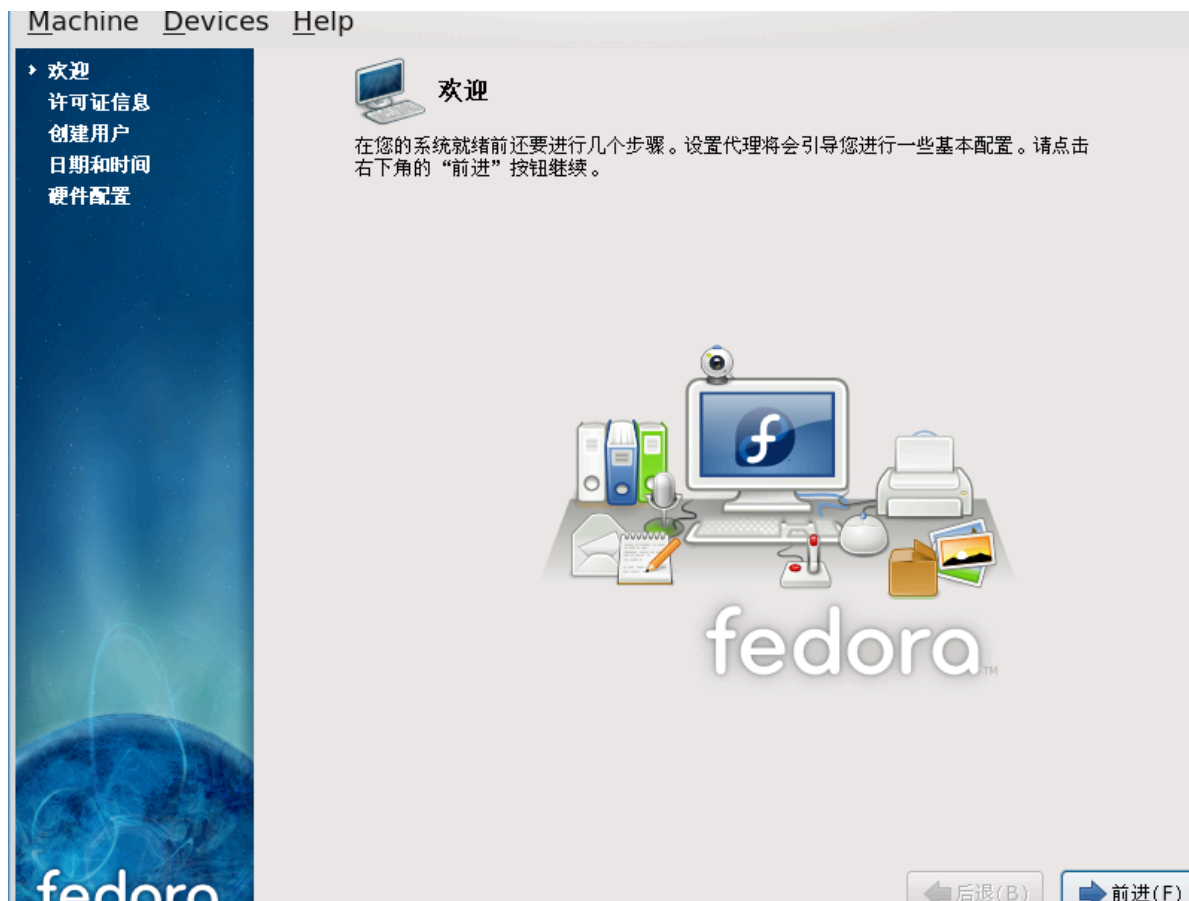 Machine Devices Help
欢迎
许可证信息
创建用户
日期和时间
硬件配置
欢迎
在您的系统就绪前还要进行几个步骤。设置代理将会引导您进行一些基本配置。请点击
右下角的“前进”按钮继续。
fedora TM
fedora
后退(B)
前进(F)